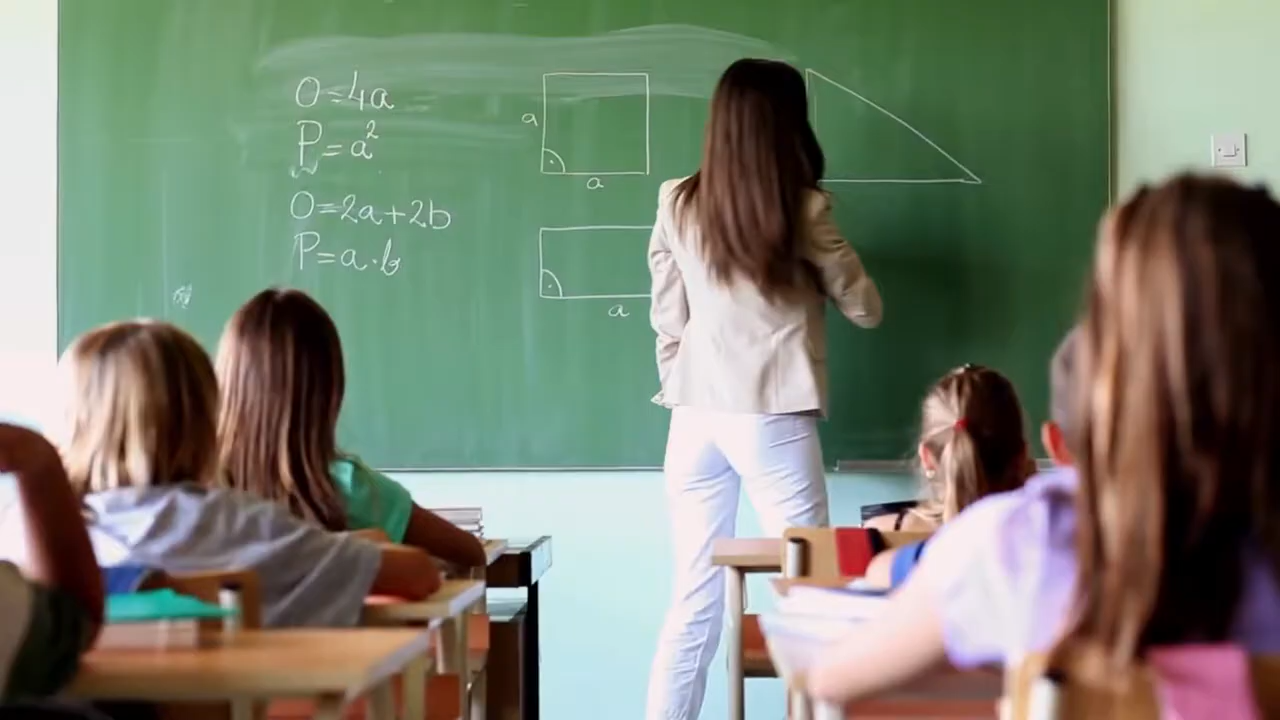 O=4a
P=a²
O=2a+2b
P=a·b
a
a
a